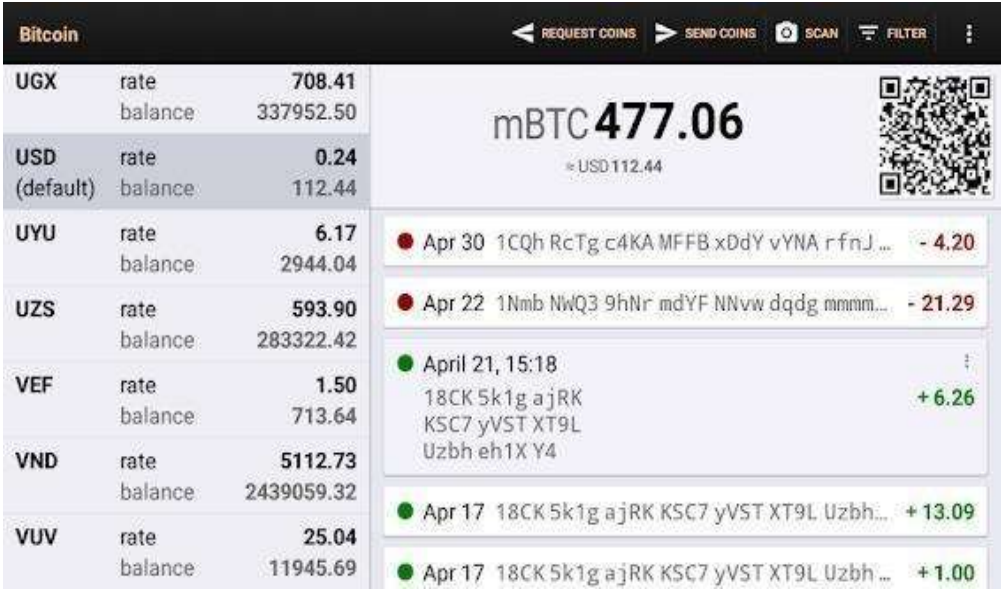 Bitcoin
REQUEST COINS
SEND COINS
SCAN
FILTER
UGX rate 708.41
balance 337952.50
USD rate 0.24
(default) balance 112.44
UYU rate 6.17
balance 2944.04
UZS rate 593.90
balance 283322.42
VEF rate 1.50
balance 713.64
VND rate 5112.73
balance 2439059.32
VUV rate 25.04
balance 11945.69
mBTC 477.06
≈ USD 112.44
Apr 30 1CQh RcTg c4KA MFFB xDdY vYNA rfnJ … - 4.20
Apr 22 1Nmb NWQ3 9hNr mdYF NNvw dqdg mmmm… - 21.29
April 21, 15:18
18CK 5k1g ajRK + 6.26
KSC7 yVST XT9L
Uzbh eh1X Y4
Apr 17 18CK 5k1g ajRK KSC7 yVST XT9L Uzbh… + 13.09
Apr 17 18CK 5k1g ajRK KSC7 yVST XT9L Uzbh … + 1.00